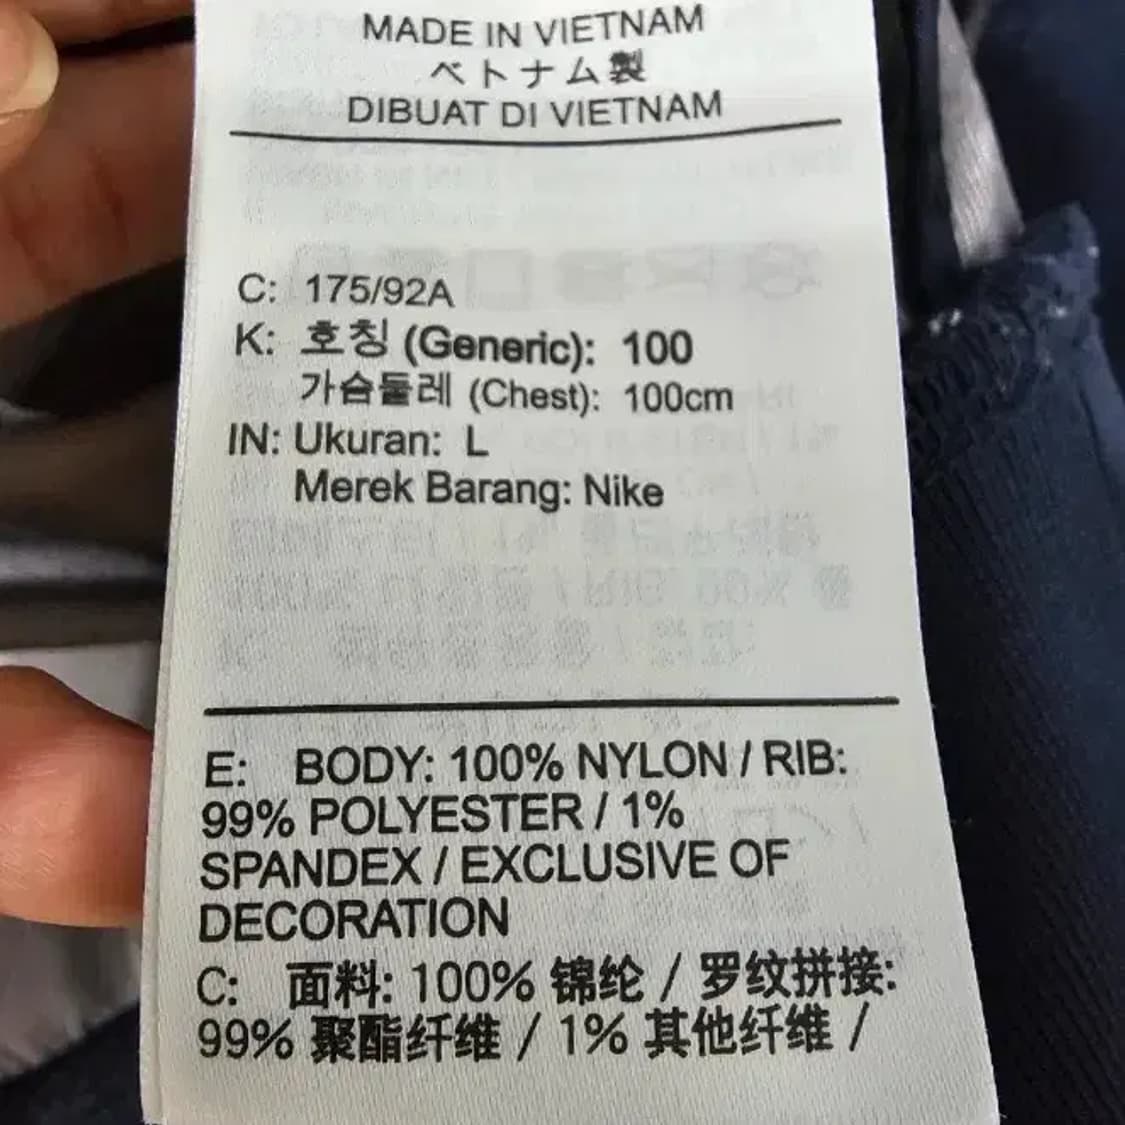 MADE IN VIETNAM
ベトナム製
DIBUAT DI VIETNAM
C: 175/92A
K: 호칭 (Generic): 100
가슴둘레 (Chest): 100cm
IN: Ukuran: L
Merek Barang: Nike
E: BODY: 100% NYLON / RIB:
99% POLYESTER / 1%
SPANDEX / EXCLUSIVE OF
DECORATION
C: 面料: 100% 锦纶 / 罗纹拼接:
99% 聚酯纤维 / 1% 其他纤维 /